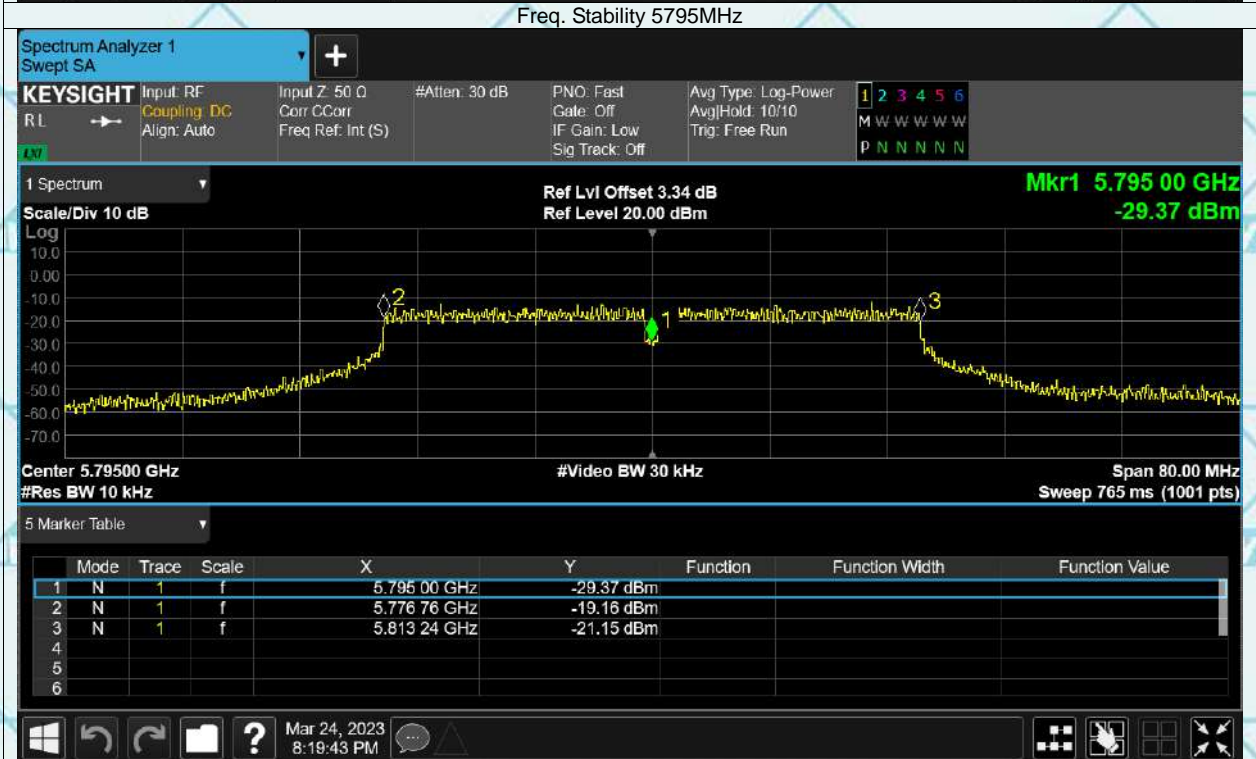 Freq. Stability 5795MHz
Spectrum Analyzer 1
Swept SA
+
KEYSIGHT
RL
LXI
Input: RF
Coupling: DC
Align: Auto
Input Z: 50 Ω
Corr CCorr
Freq Ref: Int (S)
#Atten: 30 dB
PNO: Fast
Gate: Off
IF Gain: Low
Sig Track: Off
Avg Type: Log-Power
Avg|Hold: 10/10
Trig: Free Run
1 2 3 4 5 6
M W W W W W
P N N N N N
1 Spectrum
Scale/Div 10 dB
Ref Lvl Offset 3.34 dB
Ref Level 20.00 dBm
Mkr1 5.795 00 GHz
-29.37 dBm
Log
10.0
0.00
-10.0
-20.0
-30.0
-40.0
-50.0
-60.0
-70.0
2
1
3
Center 5.79500 GHz
#Res BW 10 kHz
#Video BW 30 kHz
Span 80.00 MHz
Sweep 765 ms (1001 pts)
5 Marker Table
Mode Trace Scale X Y Function Function Width Function Value
1 N 1 f 5.795 00 GHz -29.37 dBm
2 N 1 f 5.776 76 GHz -19.16 dBm
3 N 1 f 5.813 24 GHz -21.15 dBm
4
5
6
?
Mar 24, 2023
8:19:43 PM